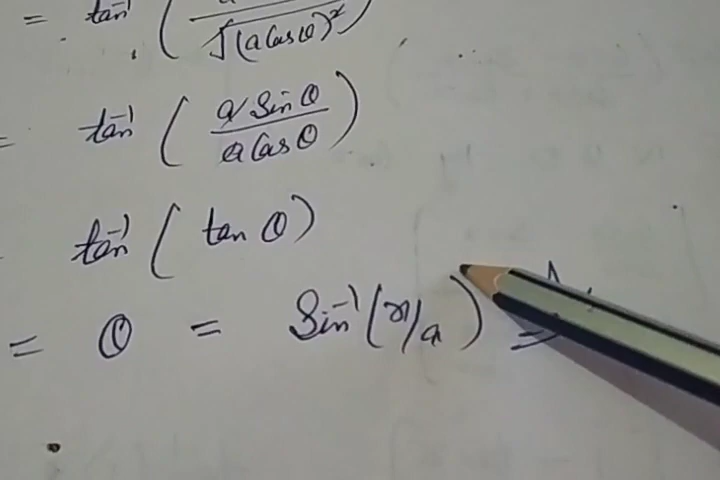 = tan⁻¹ ( a / √(a Cos θ)² )
= tan⁻¹ ( a Sin θ / a Cos θ )
tan⁻¹ ( tan θ )
= θ = Sin⁻¹ (x/a) =